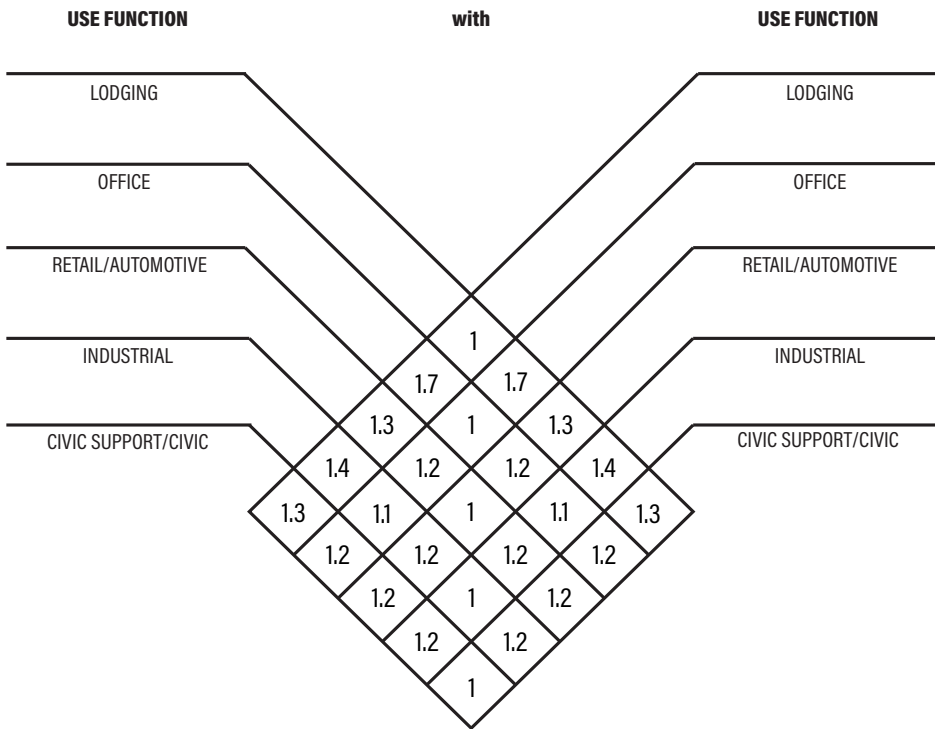 USE FUNCTION with USE FUNCTION
LODGING LODGING
OFFICE OFFICE
RETAIL/AUTOMOTIVE RETAIL/AUTOMOTIVE
INDUSTRIAL INDUSTRIAL
CIVIC SUPPORT/CIVIC CIVIC SUPPORT/CIVIC
1
1.7 1.7
1.3 1 1.3
1.4 1.2 1.2 1.4
1.3 1.1 1 1.1 1.3
1.2 1.2 1.2 1.2
1.2 1 1.2
1.2 1.2
1